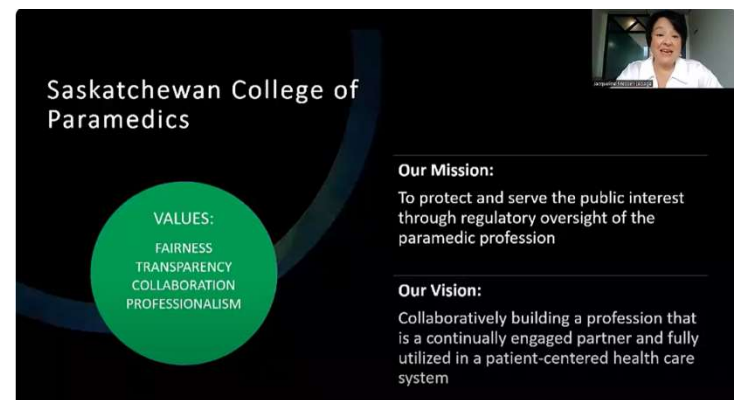 Saskatchewan College of
Paramedics
VALUES:
FAIRNESS
TRANSPARENCY
COLLABORATION
PROFESSIONALISM
Our Mission:
To protect and serve the public interest
through regulatory oversight of the
paramedic profession
Our Vision:
Collaboratively building a profession that
is a continually engaged partner and fully
utilized in a patient-centered health care
system